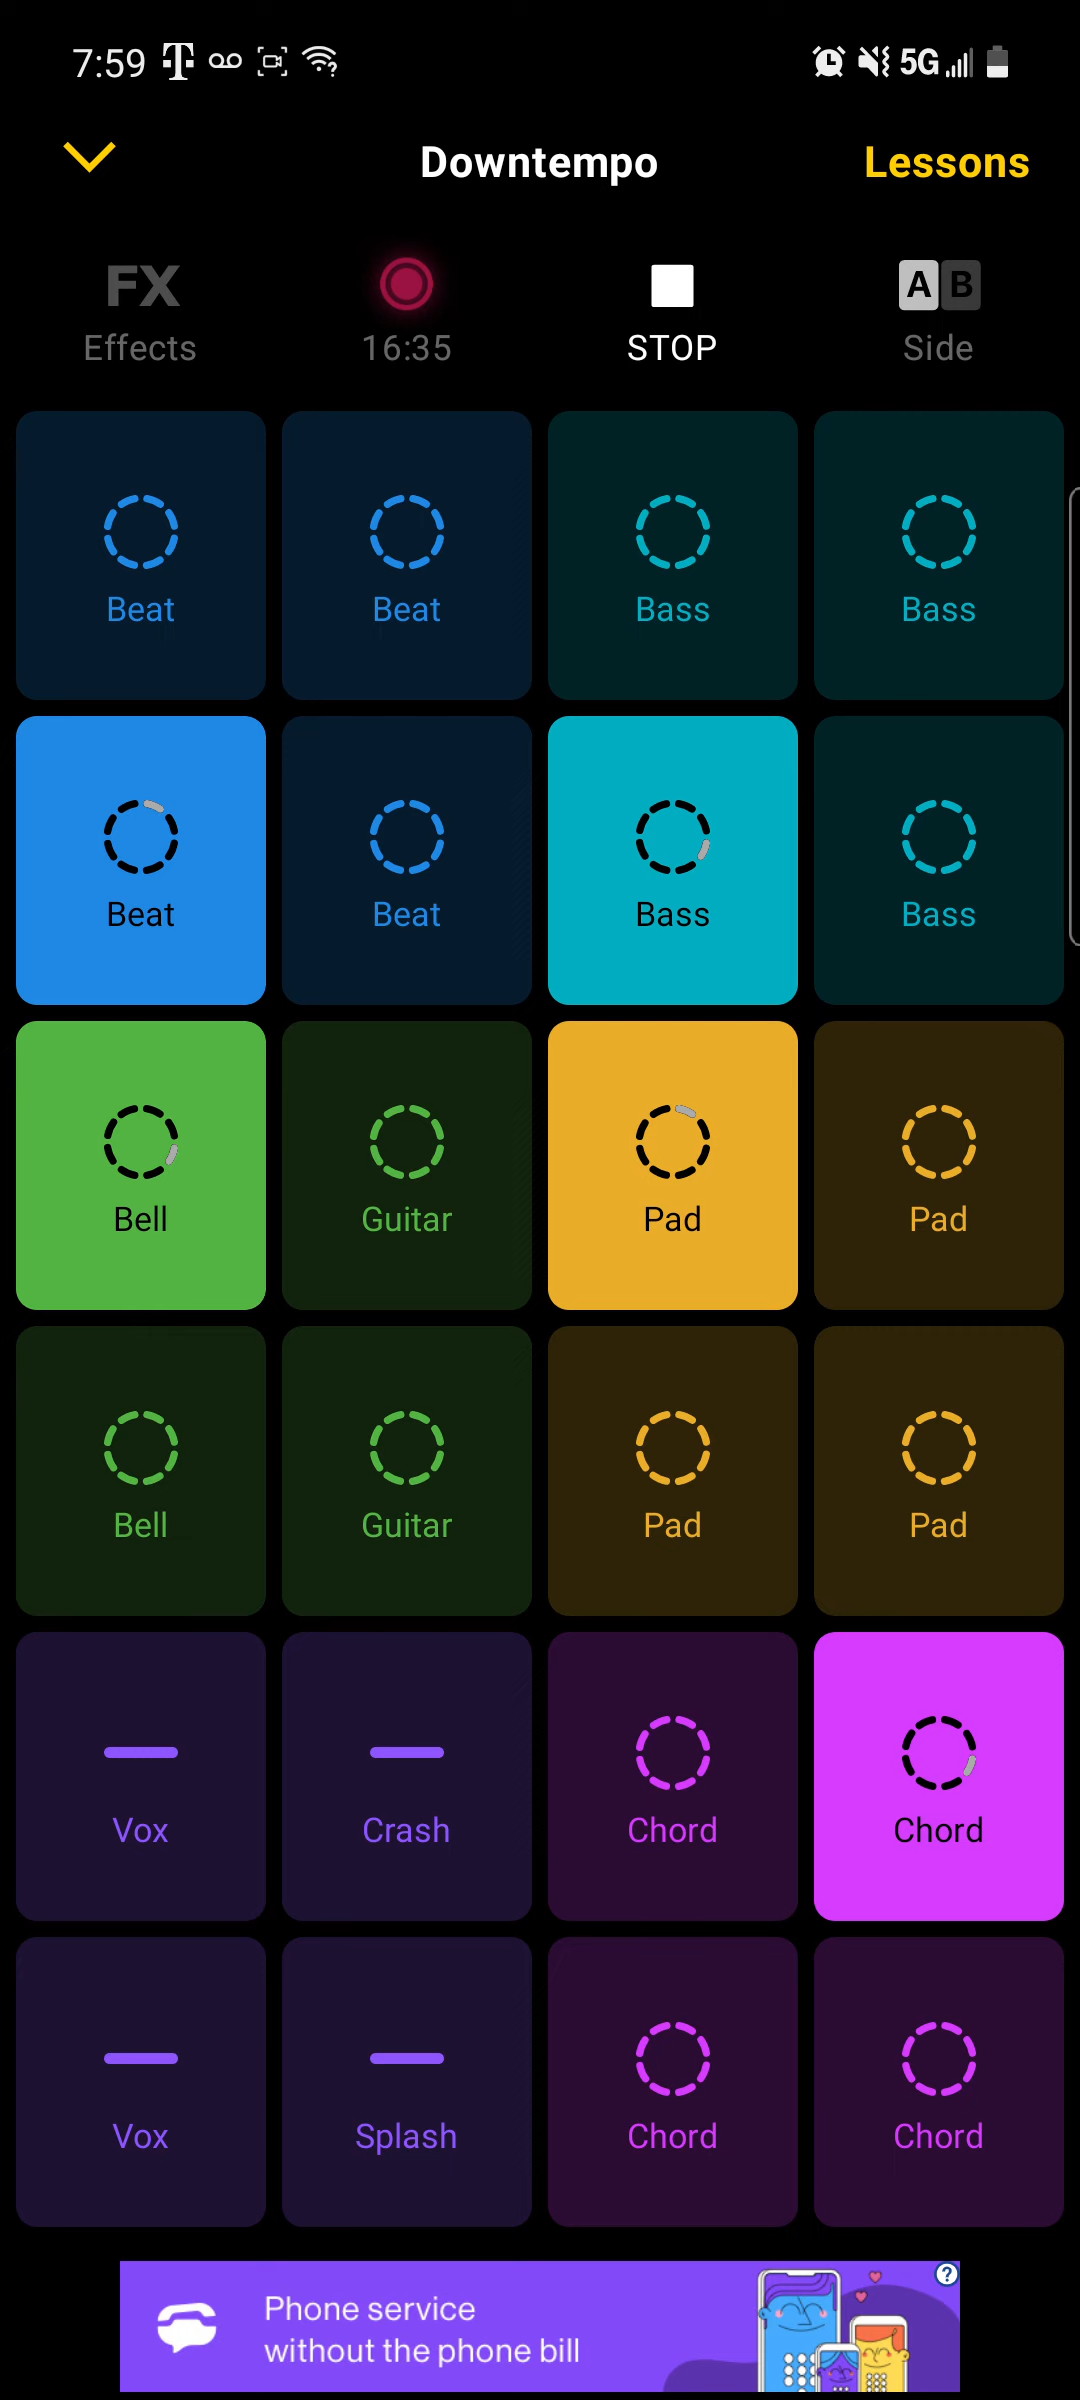 7:59
5G
Downtempo
Lessons
FX
A B
Effects
16:35
STOP
Side
Beat
Beat
Bass
Bass
Beat
Beat
Bass
Bass
Bell
Guitar
Pad
Pad
Bell
Guitar
Pad
Pad
Vox
Crash
Chord
Chord
Vox
Splash
Chord
Chord
Phone service
without the phone bill
?